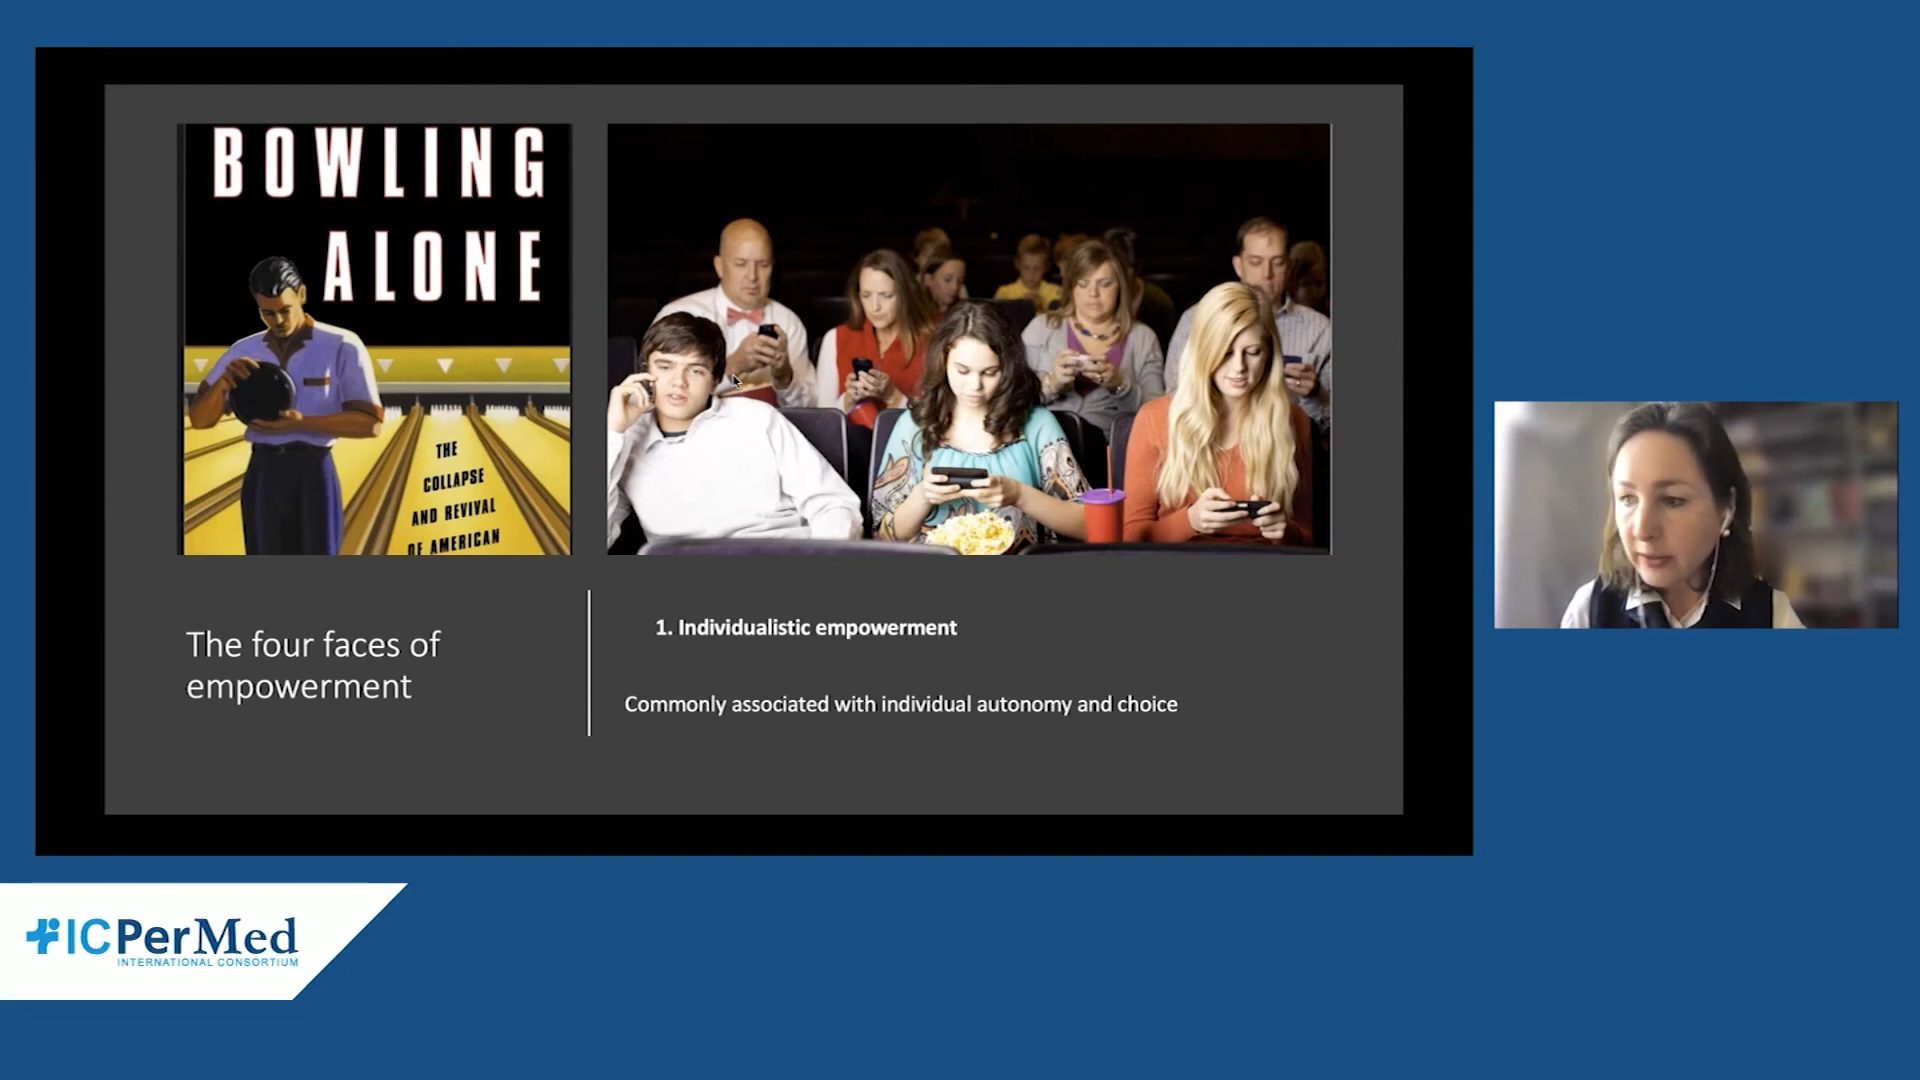 BOWLING
ALONE
THE
COLLAPSE
AND REVIVAL
OF AMERICAN
The four faces of
empowerment
1. Individualistic empowerment
Commonly associated with individual autonomy and choice
ICPerMed
INTERNATIONAL CONSORTIUM